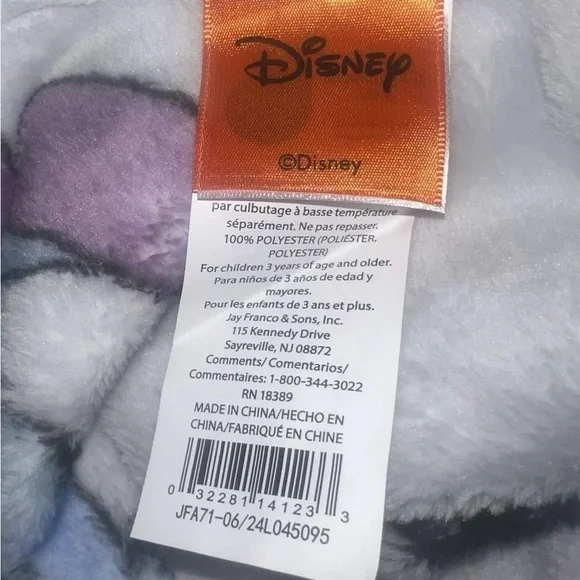 Disney
©Disney
par culbutage à basse température
séparément. Ne pas repasser.
100% POLYESTER (POLIÉSTER,
POLYESTER)
For children 3 years of age and older.
Para niños de 3 años de edad y
mayores.
Pour les enfants de 3 ans et plus.
Jay Franco & Sons, Inc.
115 Kennedy Drive
Sayreville, NJ 08872
Comments/ Comentarios/
Commentaires: 1-800-344-3022
RN 18389
MADE IN CHINA/HECHO EN
CHINA/FABRIQUÉ EN CHINE
0 32281 14123 3
JFA71-06/24L045095